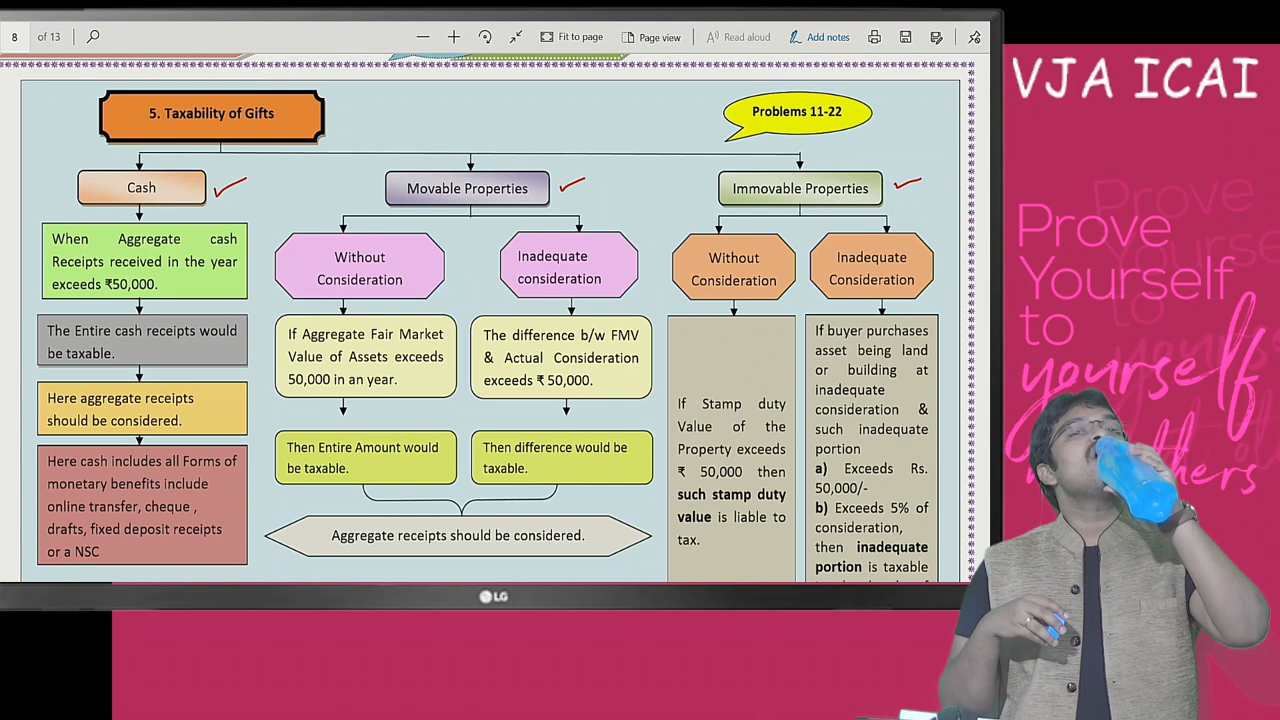 8 of 13
Fit to page
Page view
Read aloud
Add notes
VJA ICAI
5. Taxability of Gifts
Problems 11-22
Cash
Movable Properties
Immovable Properties
When Aggregate cash
Receipts received in the year
exceeds ₹50,000.
The Entire cash receipts would
be taxable.
Here aggregate receipts
should be considered.
Here cash includes all Forms of
monetary benefits include
online transfer, cheque ,
drafts, fixed deposit receipts
or a NSC
Without
Consideration
If Aggregate Fair Market
Value of Assets exceeds
50,000 in an year.
Then Entire Amount would
be taxable.
Inadequate
consideration
The difference b/w FMV
& Actual Consideration
exceeds ₹ 50,000.
Then difference would be
taxable.
Aggregate receipts should be considered.
Without
Consideration
If Stamp duty
Value of the
Property exceeds
₹ 50,000 then
such stamp duty
value is liable to
tax.
Inadequate
Consideration
If buyer purchases
asset being land
or building at
inadequate
consideration &
such inadequate
portion
a) Exceeds Rs.
50,000/-
b) Exceeds 5% of
consideration,
then inadequate
portion is taxable
Prove
Yourself
to
yourself
Prove
LG